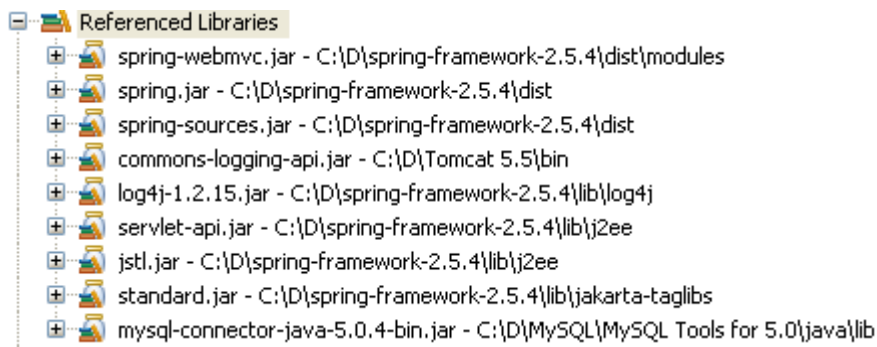 Referenced Libraries
spring-webmvc.jar - C:\D\spring-framework-2.5.4\dist\modules
spring.jar - C:\D\spring-framework-2.5.4\dist
spring-sources.jar - C:\D\spring-framework-2.5.4\dist
commons-logging-api.jar - C:\D\Tomcat 5.5\bin
log4j-1.2.15.jar - C:\D\spring-framework-2.5.4\lib\log4j
servlet-api.jar - C:\D\spring-framework-2.5.4\lib\j2ee
jstl.jar - C:\D\spring-framework-2.5.4\lib\j2ee
standard.jar - C:\D\spring-framework-2.5.4\lib\jakarta-taglibs
mysql-connector-java-5.0.4-bin.jar - C:\D\MySQL\MySQL Tools for 5.0\java\lib